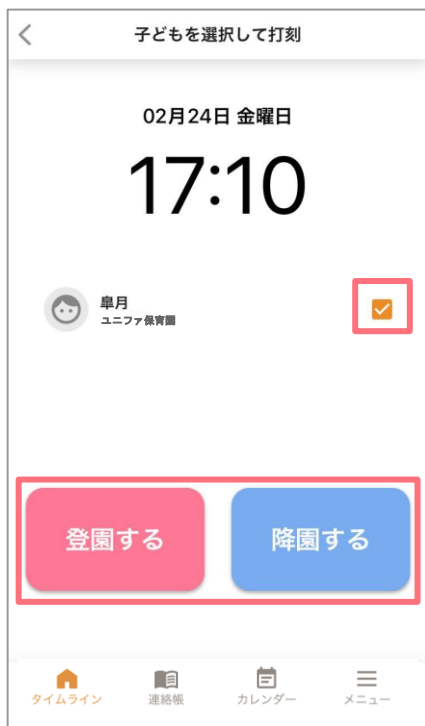 子どもを選択して打刻
02月24日 金曜日
17:10
皐月
ユニファ保育園
登園する 降園する
タイムライン 連絡帳 カレンダー メニュー